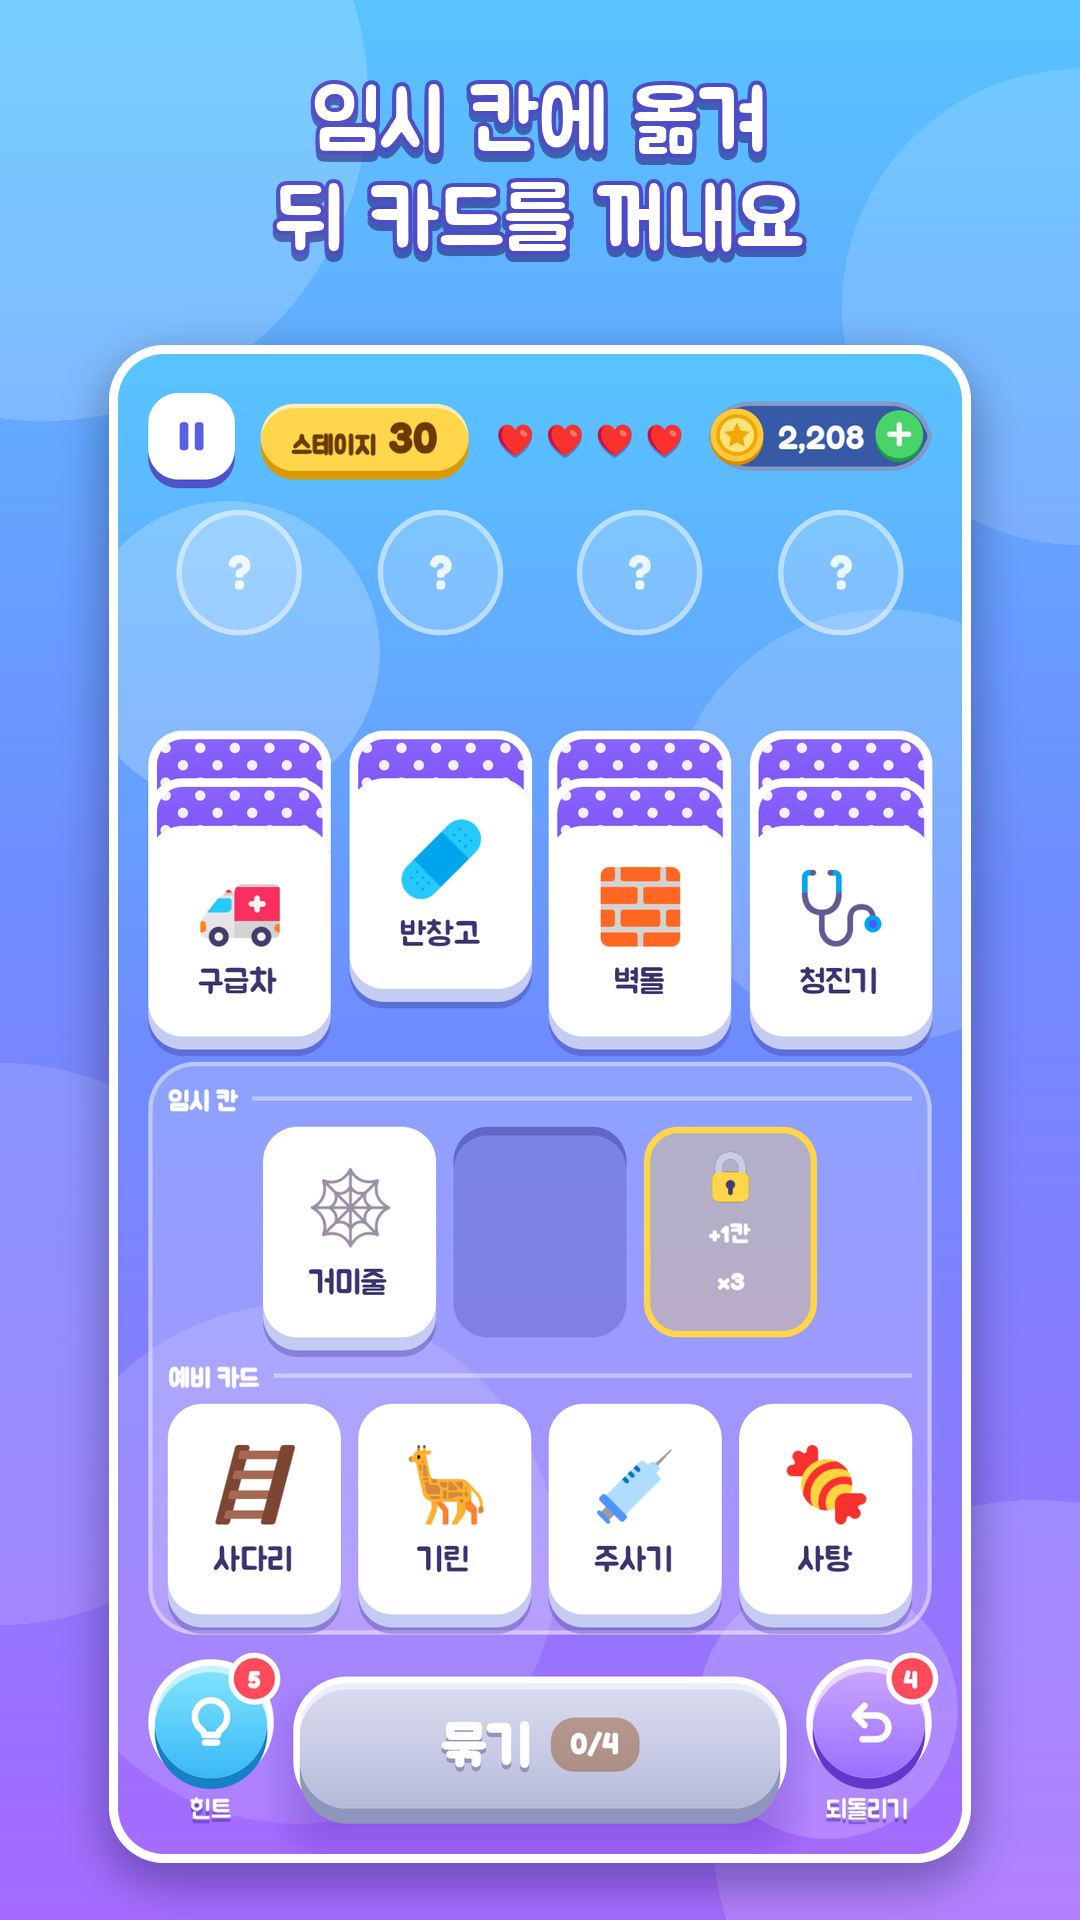 임시 칸에 옮겨
뒤 카드를 꺼내요
스테이지 30
2,208
? ? ? ?
구급차
반창고
벽돌
청진기
임시 칸
거미줄
+1칸
×3
예비 카드
사다리
기린
주사기
사탕
5
힌트
묶기 0/4
4
되돌리기